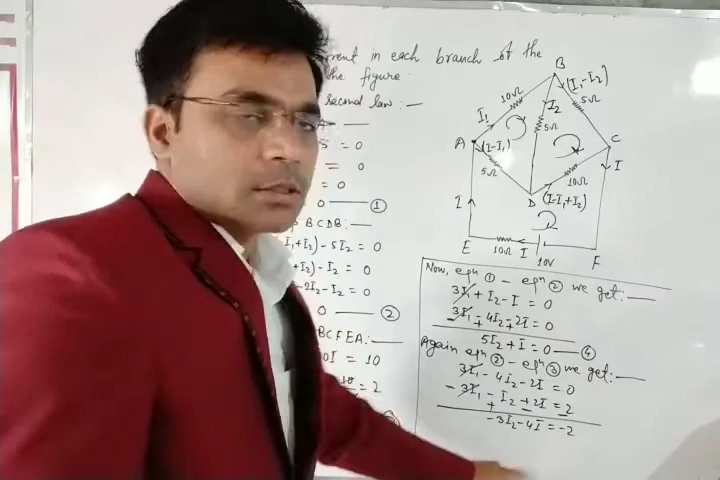 rrent in each branch of the
the figure.
second law:—
A —
5 = 0
= 0
= 0
0 — ①
BCDB:—
I₁+I₂)-5I₂ = 0
+I₂)-I₂ = 0
-2I₂-I₂ = 0
0 — ②
BCFEA:—
0I = 10
= 2
B
(I₁-I₂)
10Ω
5Ω
I₁
I₂
5Ω
A
(I-I₁)
C
I
5Ω
10Ω
D
(I-I₁+I₂)
I
E
10Ω
I
10V
F
Now, eqⁿ ① - eqⁿ ② we get:—
3I₁ + I₂ - I = 0
3I₁ - 4I₂ - 2I = 0
- + +
5I₂ + I = 0 — ④
Again eqⁿ ② - eqⁿ ③ we get:—
3I₁ - 4I₂ - 2I = 0
3I₁ - I₂ + 2I = 2
- + - -
-3I₂ - 4I = -2